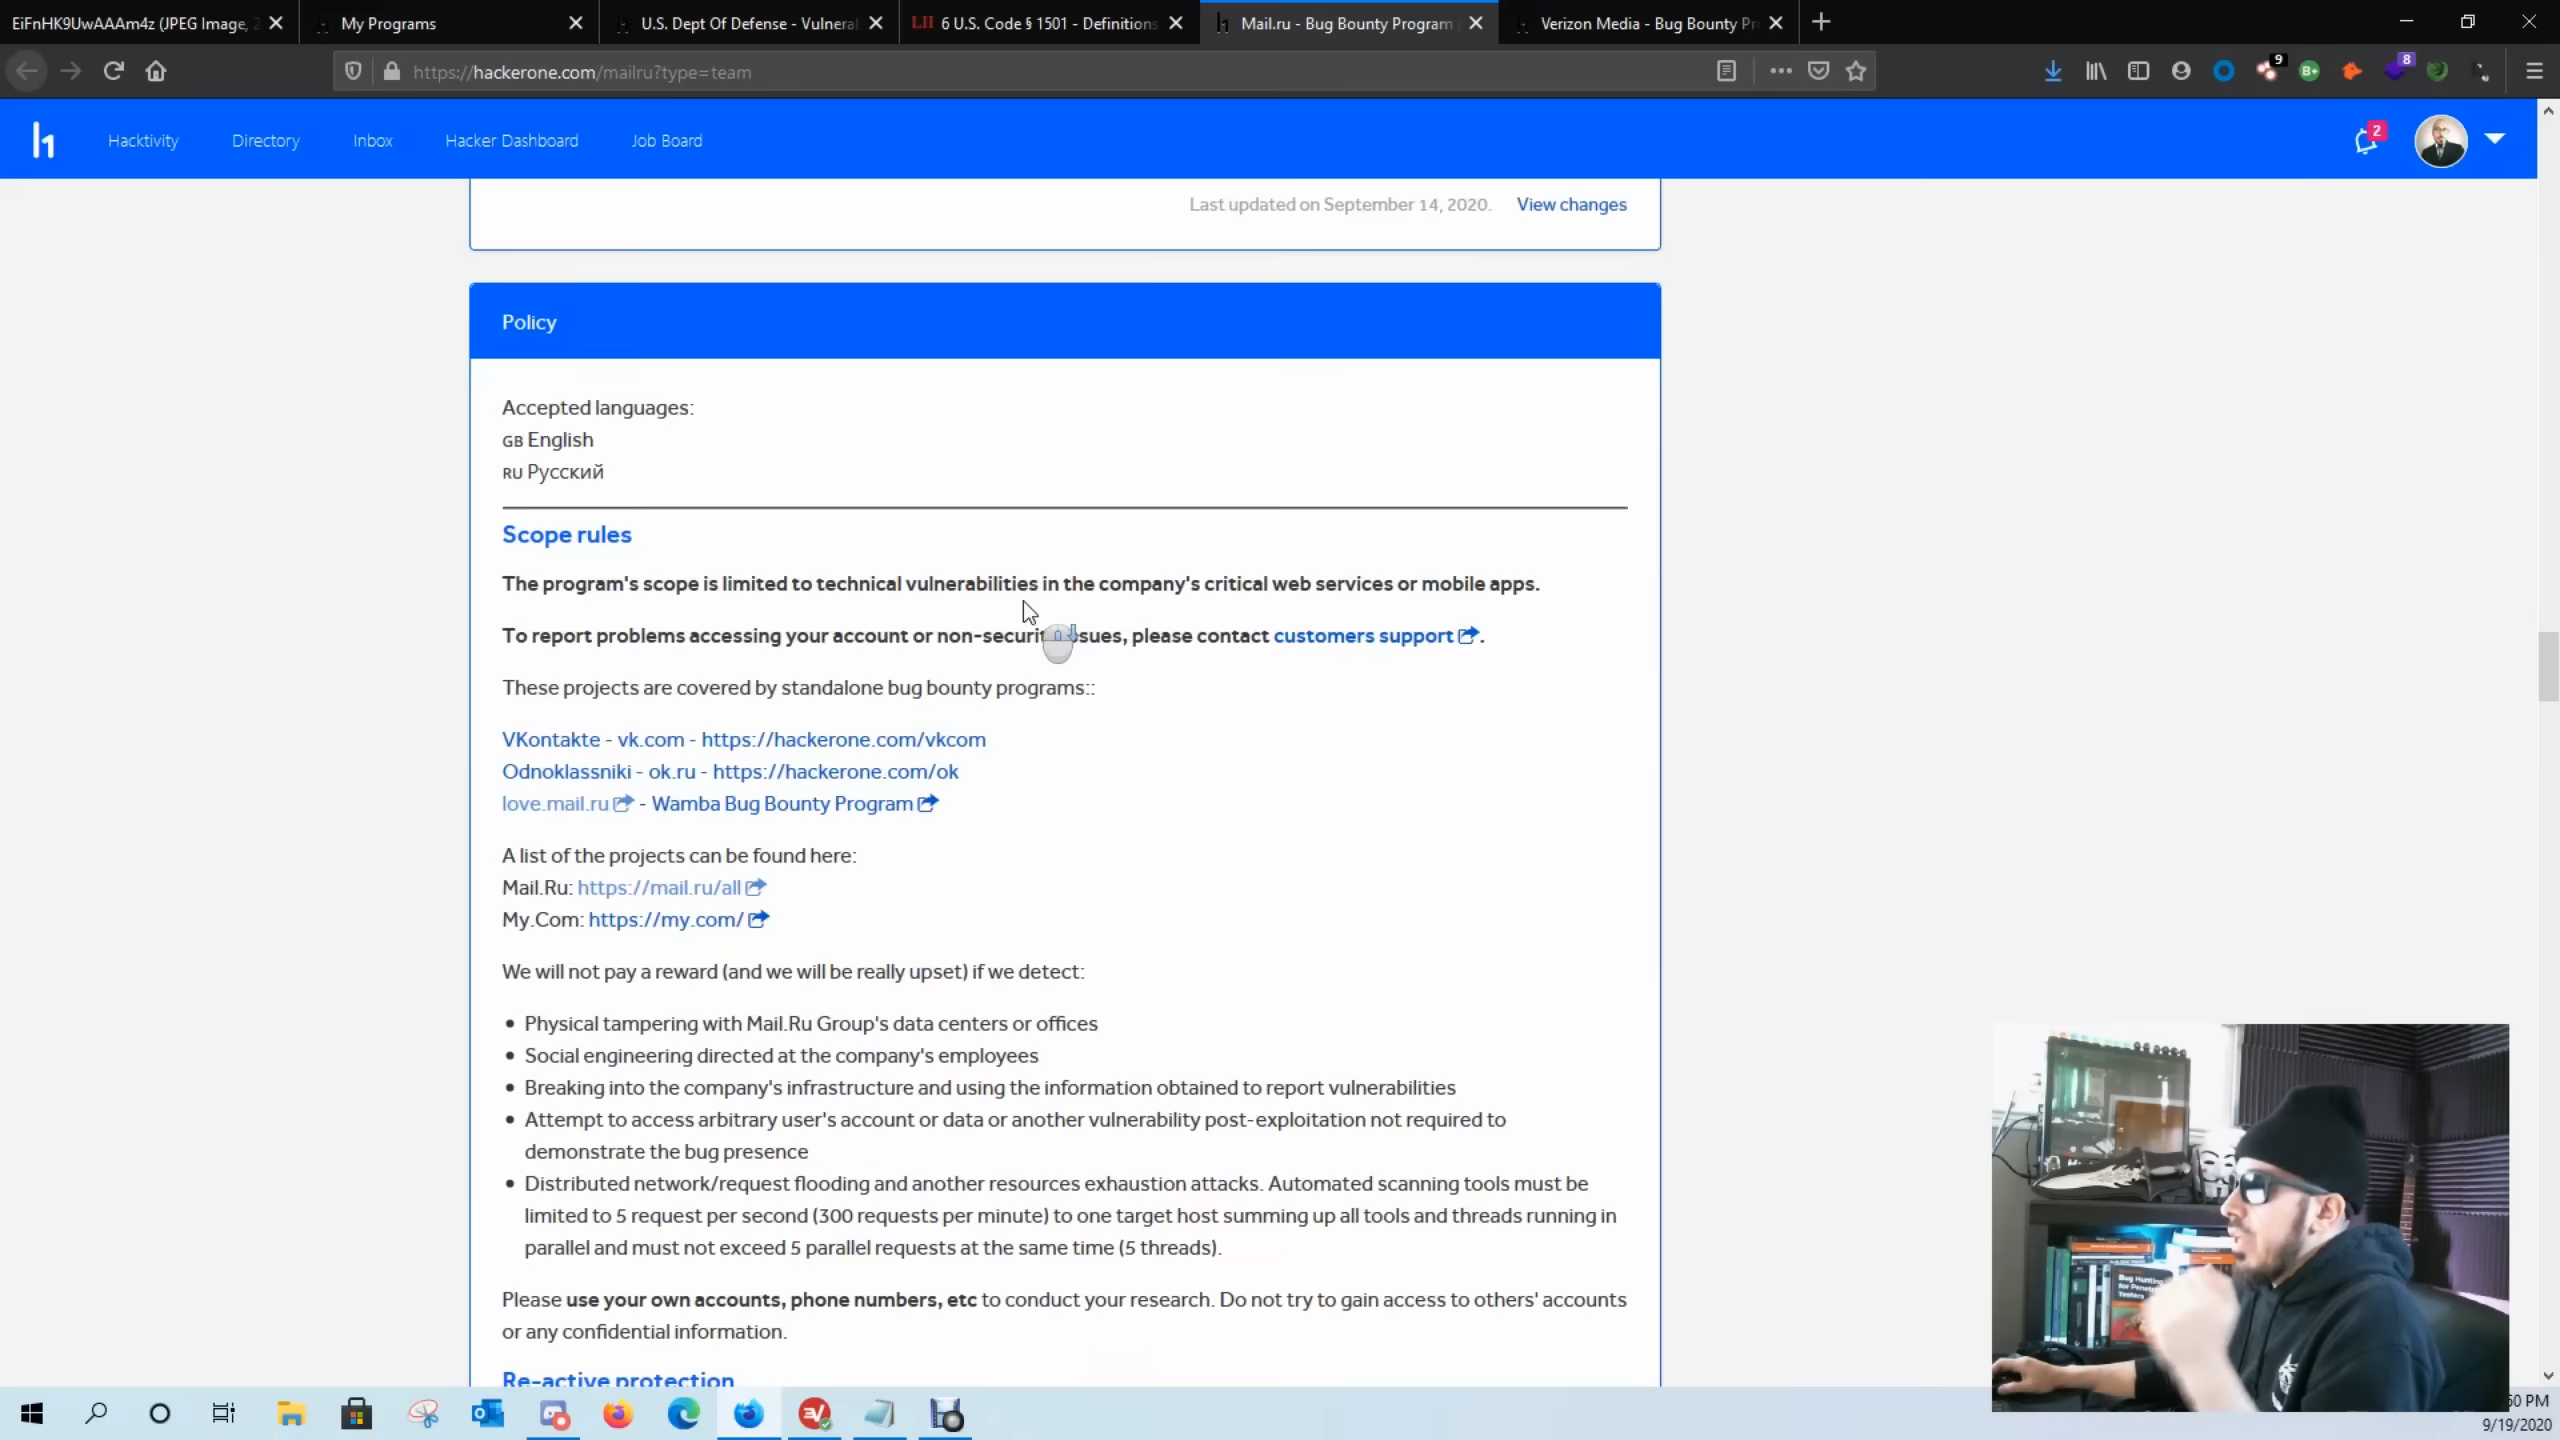 EiFnHK9UwAAAm4z (JPEG Image, 2
My Programs
U.S. Dept Of Defense - Vulnera
LII 6 U.S. Code § 1501 - Definitions
Mail.ru - Bug Bounty Program
Verizon Media - Bug Bounty Pr
https://hackerone.com/mailru?type=team
9
B+
8
Hacktivity
Directory
Inbox
Hacker Dashboard
Job Board
2
Last updated on September 14, 2020. View changes
Policy
Accepted languages:
GB English
RU Русский
Scope rules
The program's scope is limited to technical vulnerabilities in the company's critical web services or mobile apps.
To report problems accessing your account or non-securit sues, please contact customers support .
These projects are covered by standalone bug bounty programs::
VKontakte - vk.com - https://hackerone.com/vkcom
Odnoklassniki - ok.ru - https://hackerone.com/ok
love.mail.ru - Wamba Bug Bounty Program
A list of the projects can be found here:
Mail.Ru: https://mail.ru/all
My.Com: https://my.com/
We will not pay a reward (and we will be really upset) if we detect:
• Physical tampering with Mail.Ru Group's data centers or offices
• Social engineering directed at the company's employees
• Breaking into the company's infrastructure and using the information obtained to report vulnerabilities
• Attempt to access arbitrary user's account or data or another vulnerability post-exploitation not required to
demonstrate the bug presence
• Distributed network/request flooding and another resources exhaustion attacks. Automated scanning tools must be
limited to 5 request per second (300 requests per minute) to one target host summing up all tools and threads running in
parallel and must not exceed 5 parallel requests at the same time (5 threads).
Please use your own accounts, phone numbers, etc to conduct your research. Do not try to gain access to others' accounts
or any confidential information.
Re-active protection
Bug Hunting
for Penetration
Testers
50 PM
9/19/2020